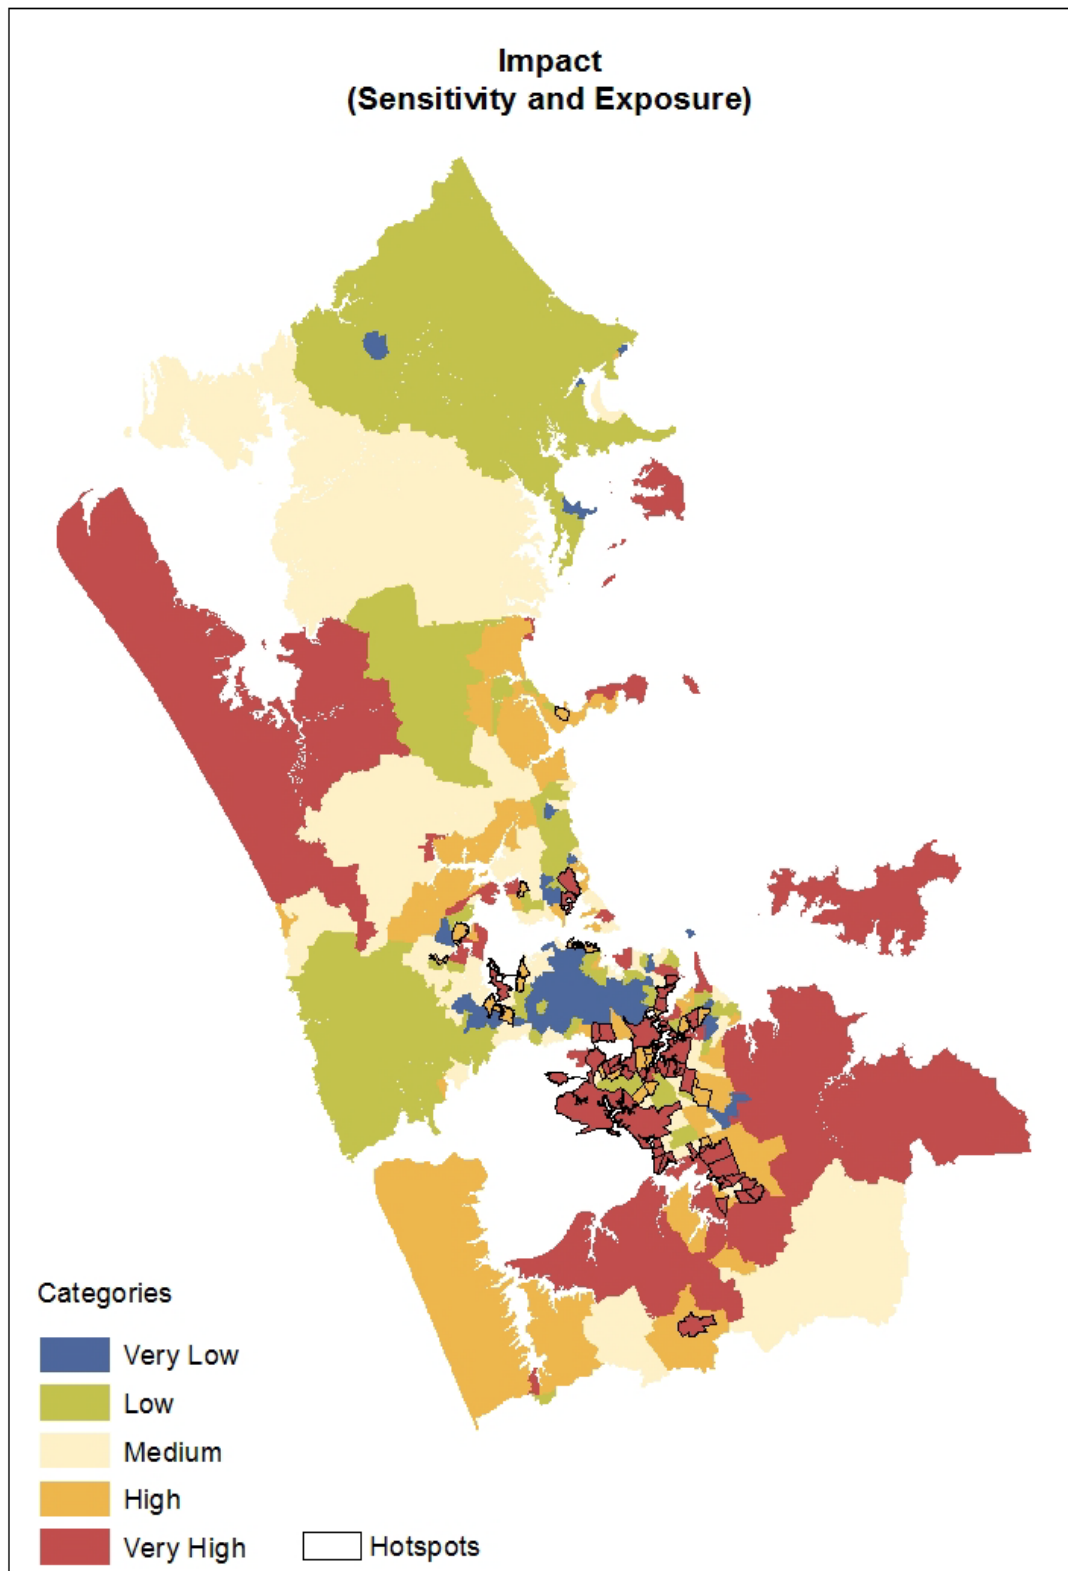 Impact
(Sensitivity and Exposure)
Categories
Very Low
Low
Medium
High
Very High
Hotspots